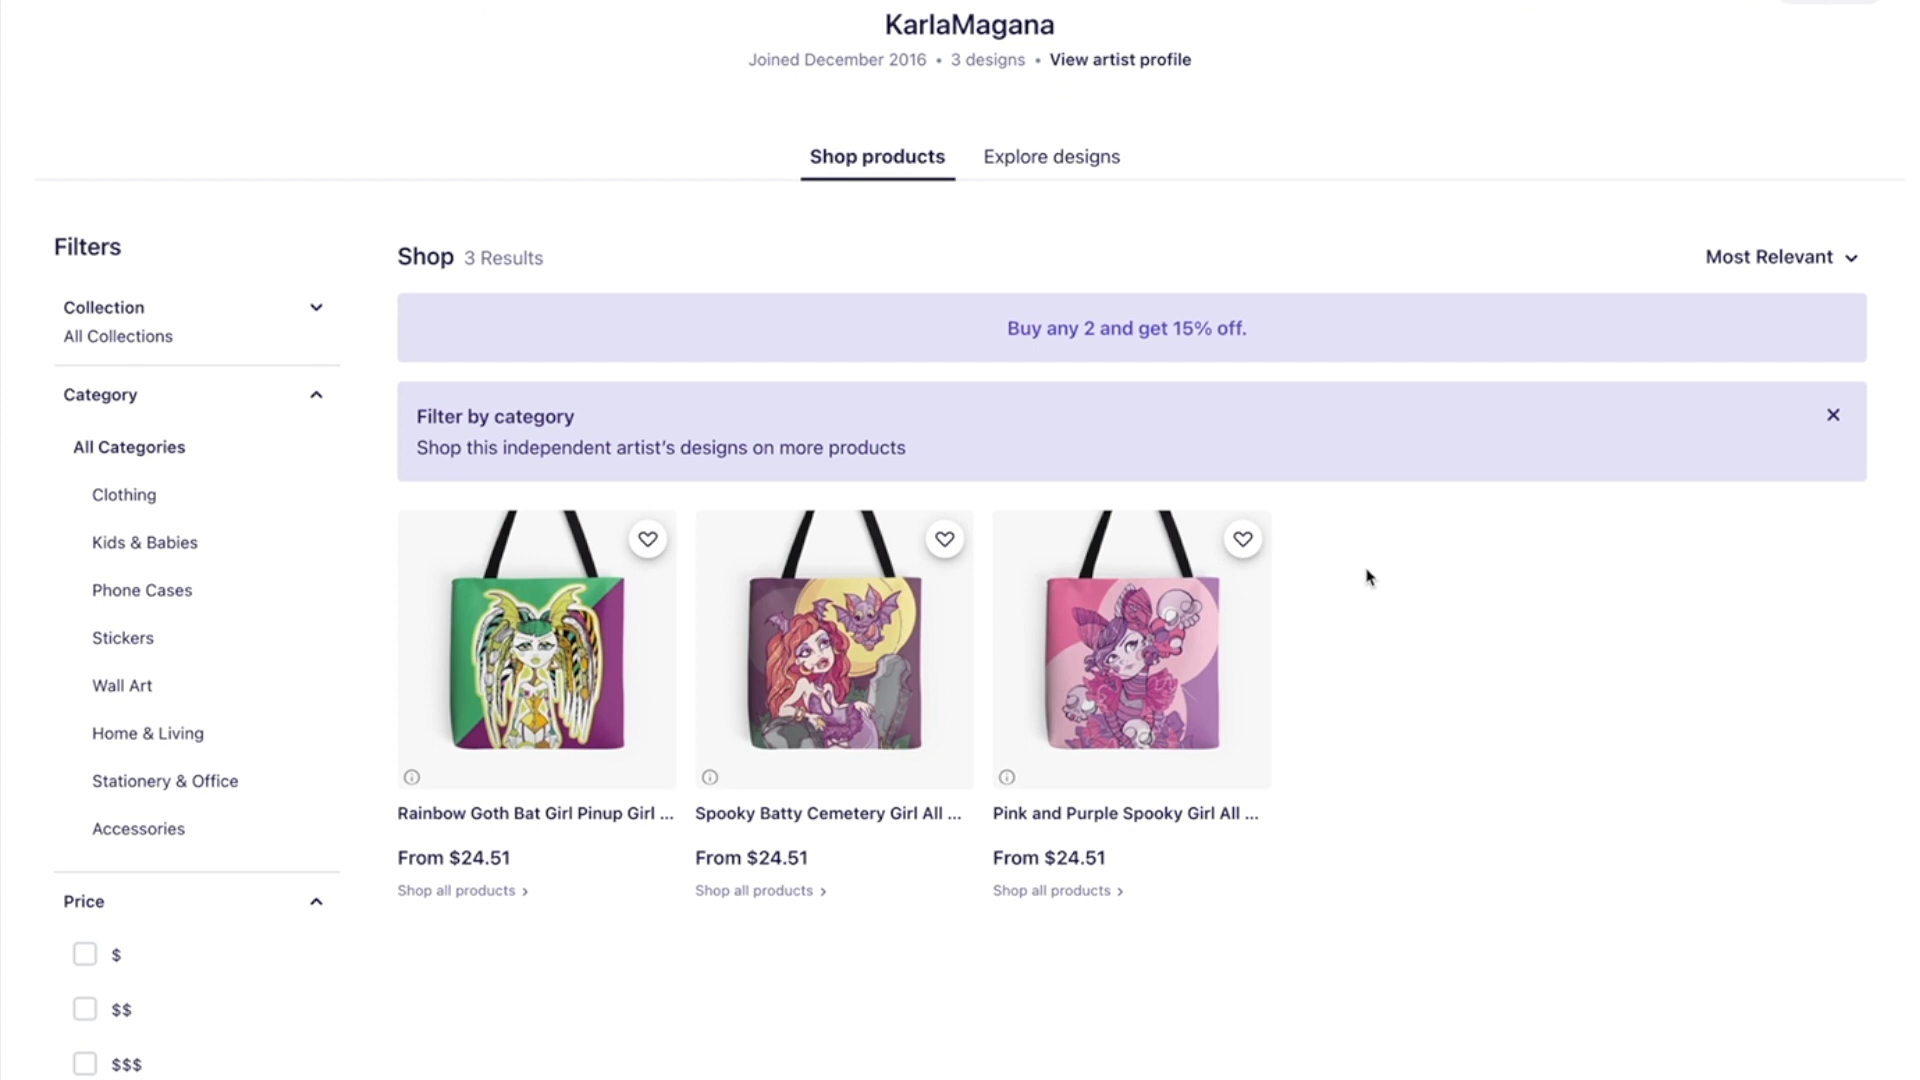 KarlaMagana
Joined December 2016 • 3 designs • View artist profile
Shop products
Explore designs
Filters
Collection
All Collections
Category
All Categories
Clothing
Kids & Babies
Phone Cases
Stickers
Wall Art
Home & Living
Stationery & Office
Accessories
Price
$
$$
$$$
Shop 3 Results
Most Relevant
Buy any 2 and get 15% off.
Filter by category
Shop this independent artist's designs on more products
Rainbow Goth Bat Girl Pinup Girl ...
From $24.51
Shop all products
Spooky Batty Cemetery Girl All ...
From $24.51
Shop all products
Pink and Purple Spooky Girl All ...
From $24.51
Shop all products